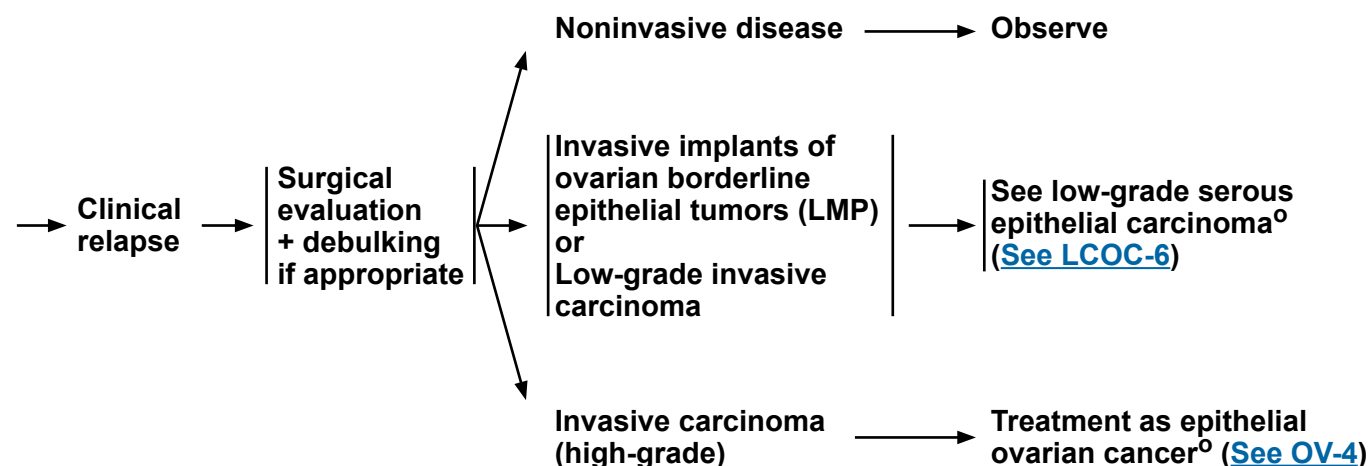 Noninvasive disease
Observe
Clinical
relapse
Surgical
evaluation
+ debulking
if appropriate
Invasive implants of
ovarian borderline
epithelial tumors (LMP)
or
Low-grade invasive
carcinoma
See low-grade serous
epithelial carcinomaᵒ
(See LCOC-6)
Invasive carcinoma
(high-grade)
Treatment as epithelial
ovarian cancerᵒ (See OV-4)